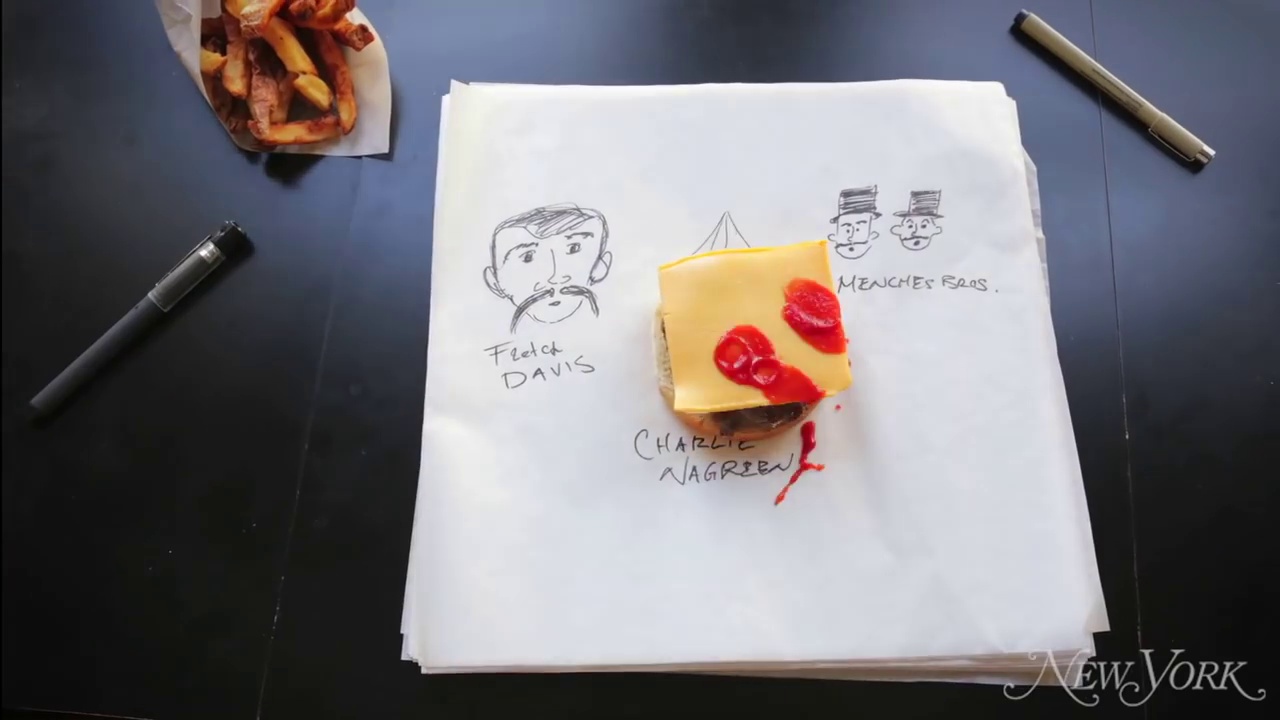 Fletch
DAVIS
CHARLIE
NAGREEN
MENCHES BROS.
NEW YORK